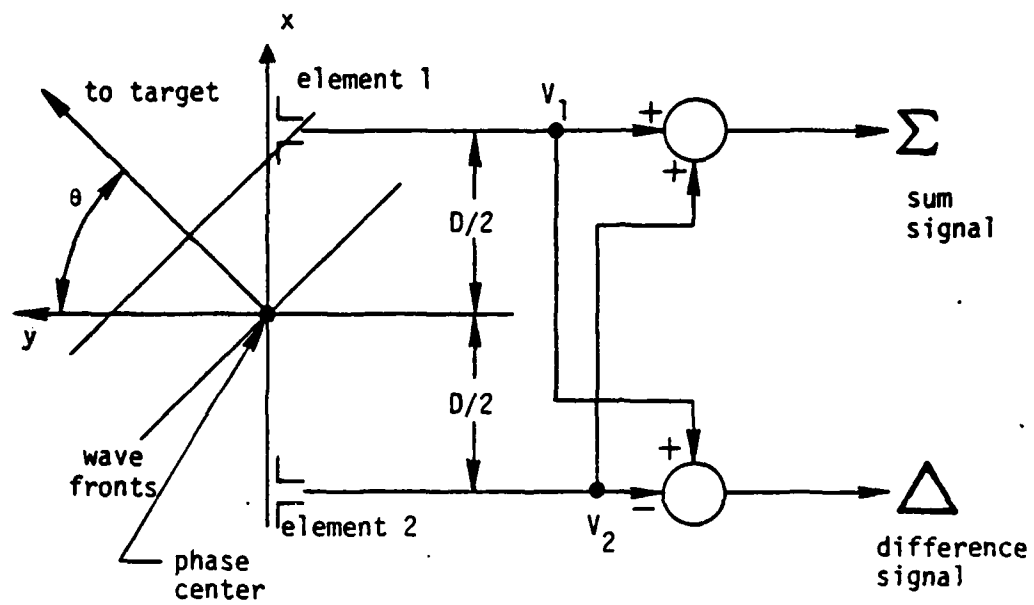 x
element 1
to target
V1
+
Σ
+
θ
D/2
sum
signal
y
D/2
+
wave
fronts
element 2
V2
−
Δ
phase
center
difference
signal